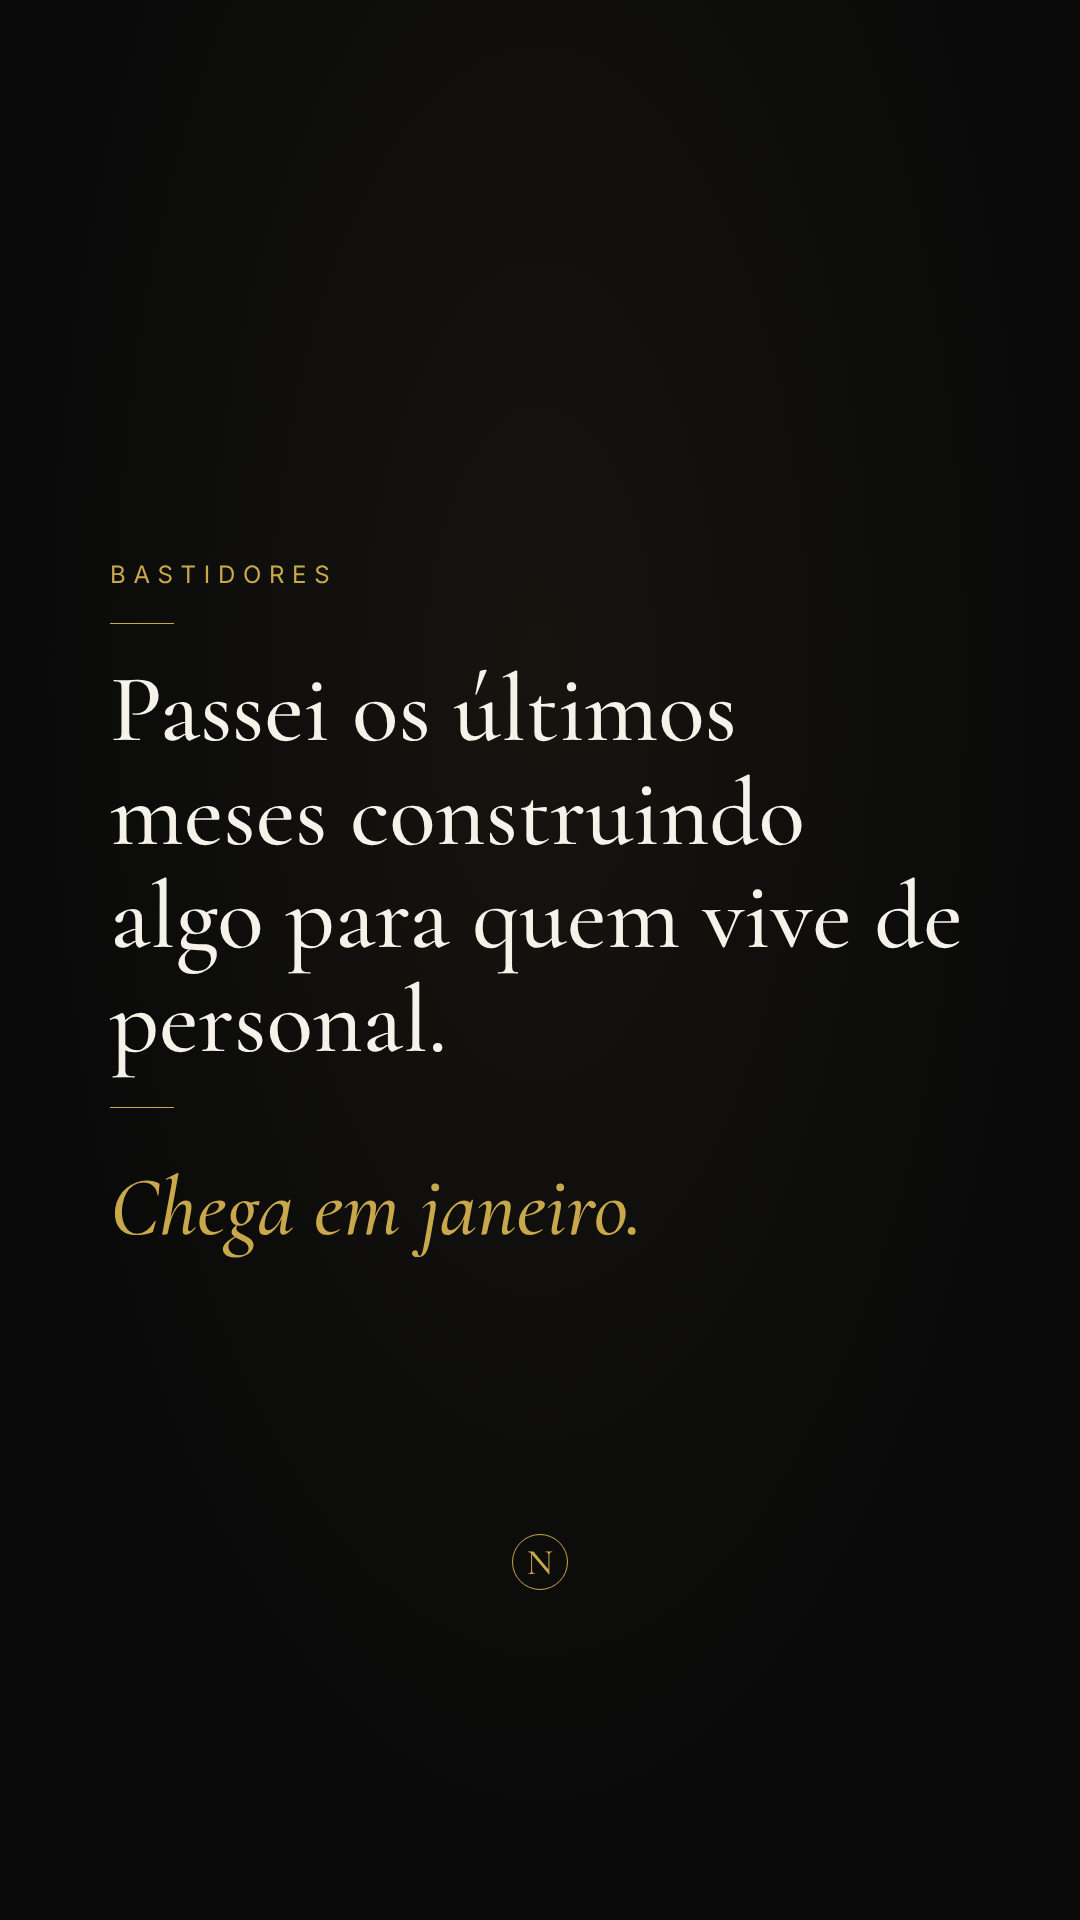 BASTIDORES
Passei os últimos
meses construindo
algo para quem vive de
personal.
Chega em janeiro.
N